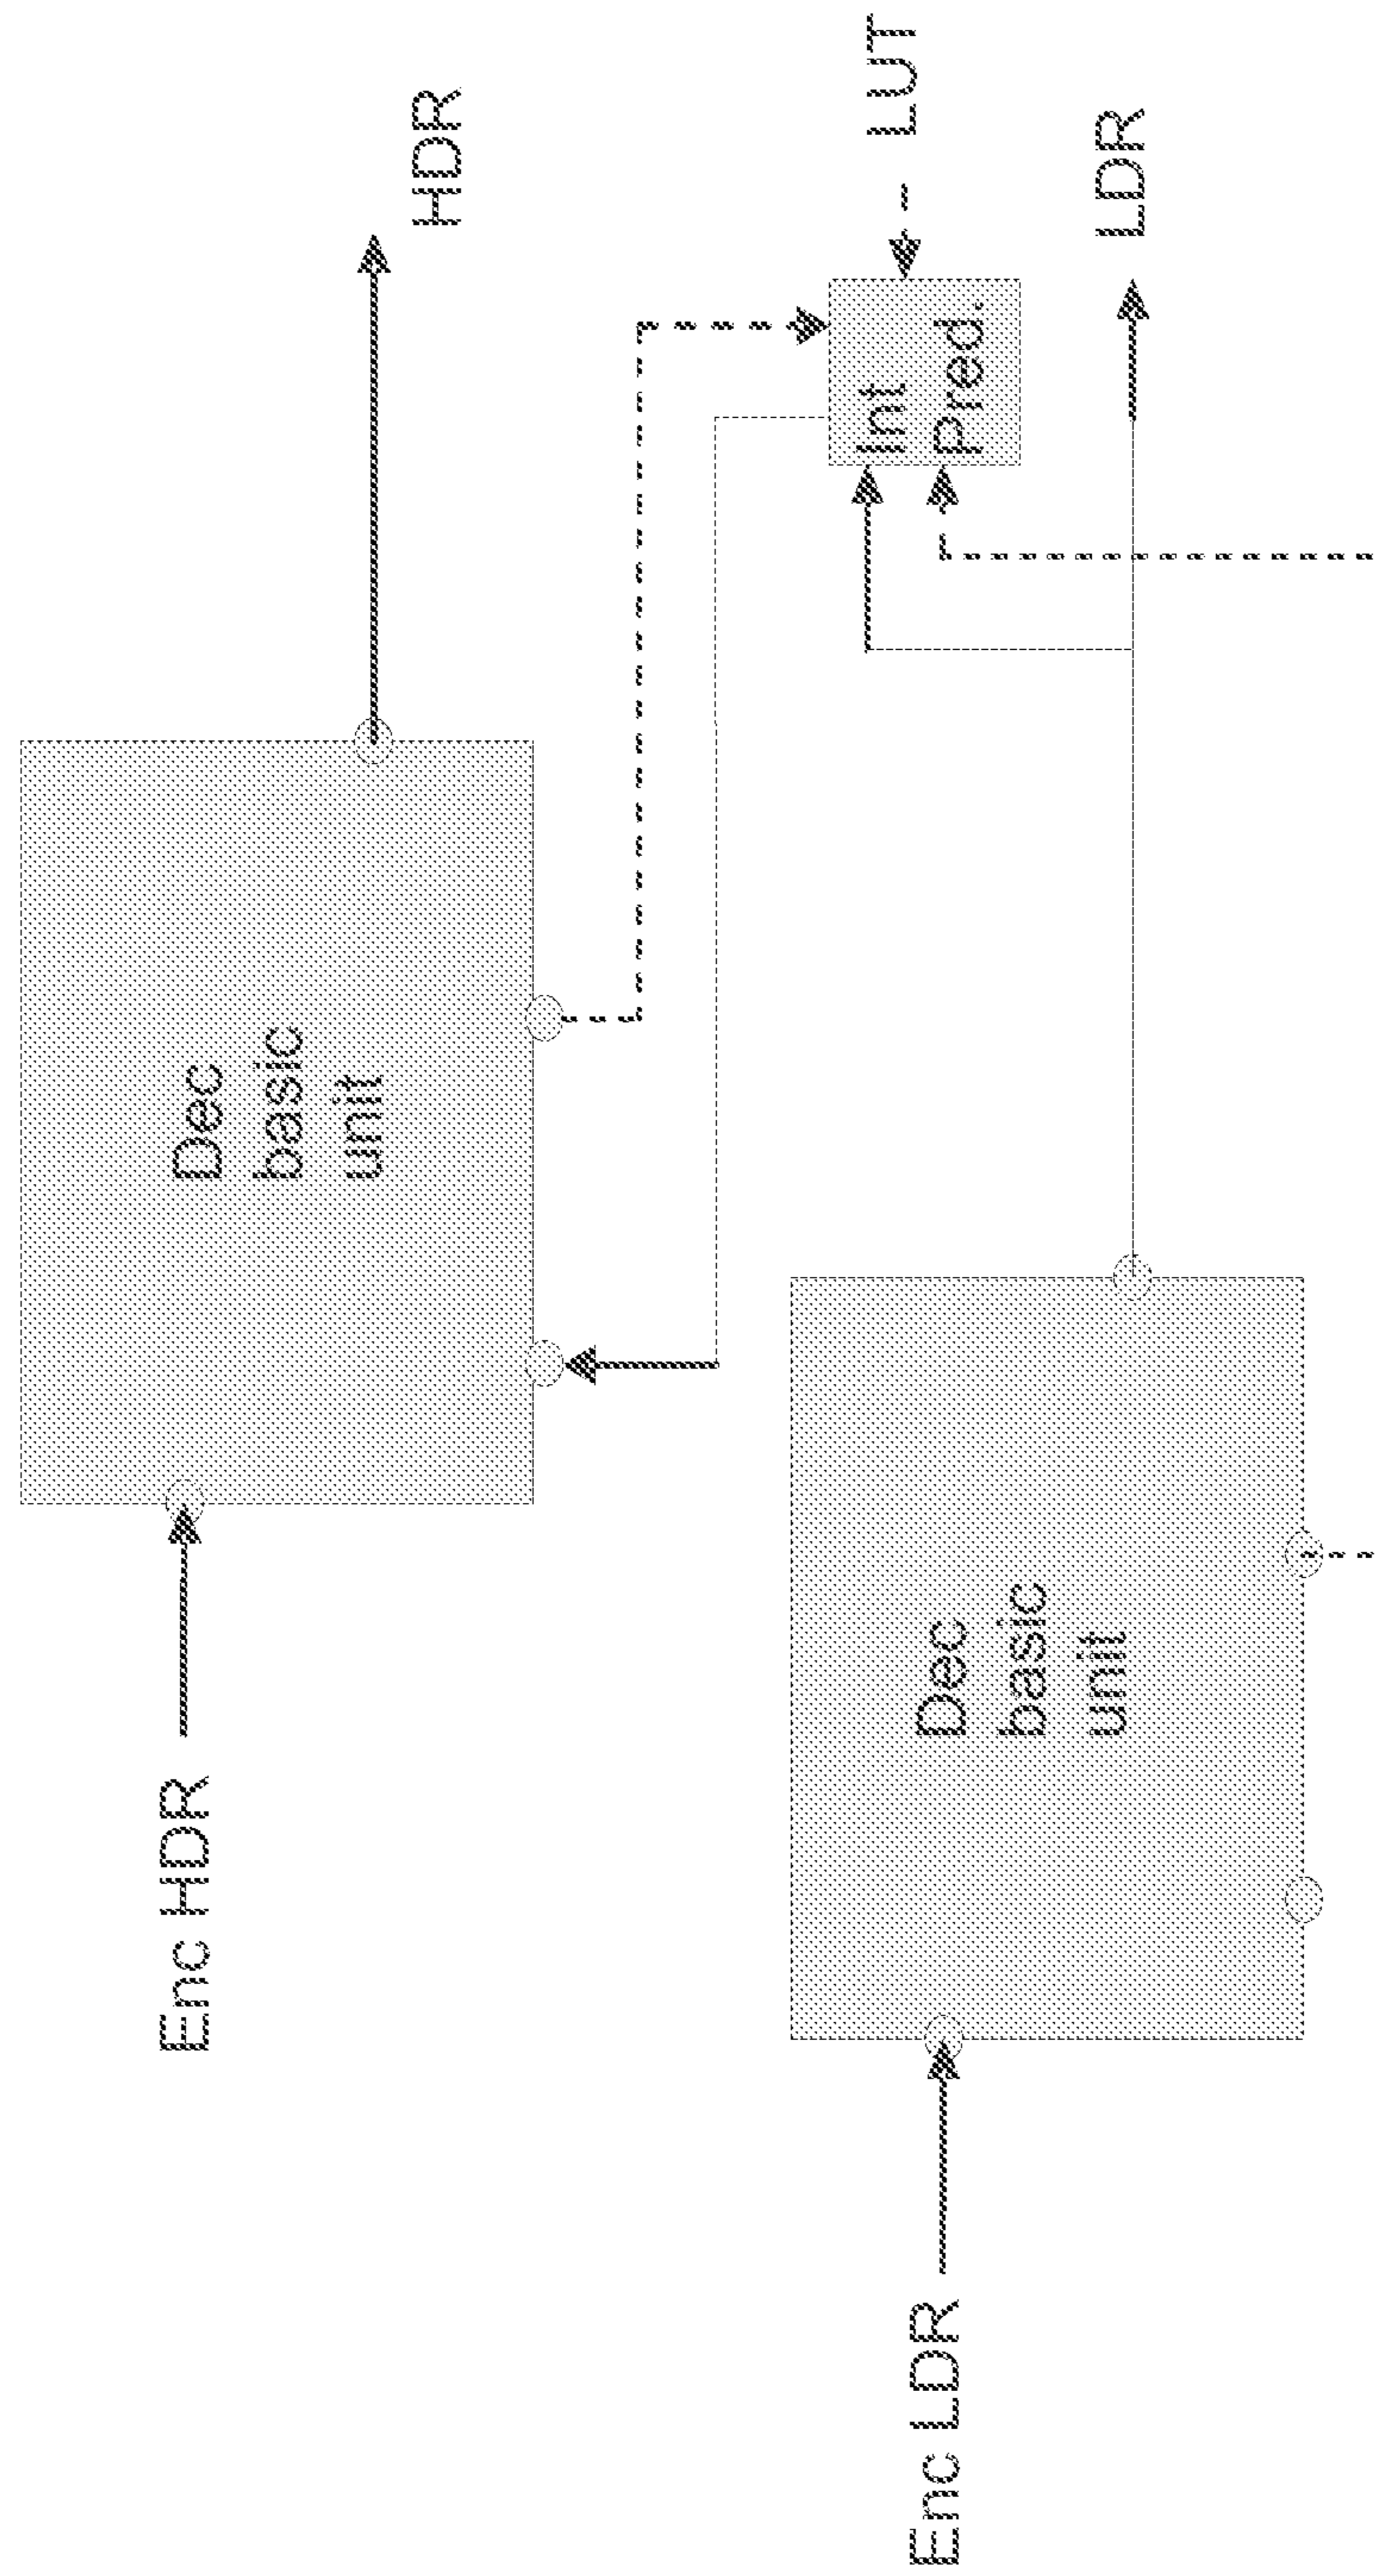 Enc HDR
Dec
basic
unit
HDR
Enc LDR
Dec
basic
unit
Int
Pred.
LUT
LDR